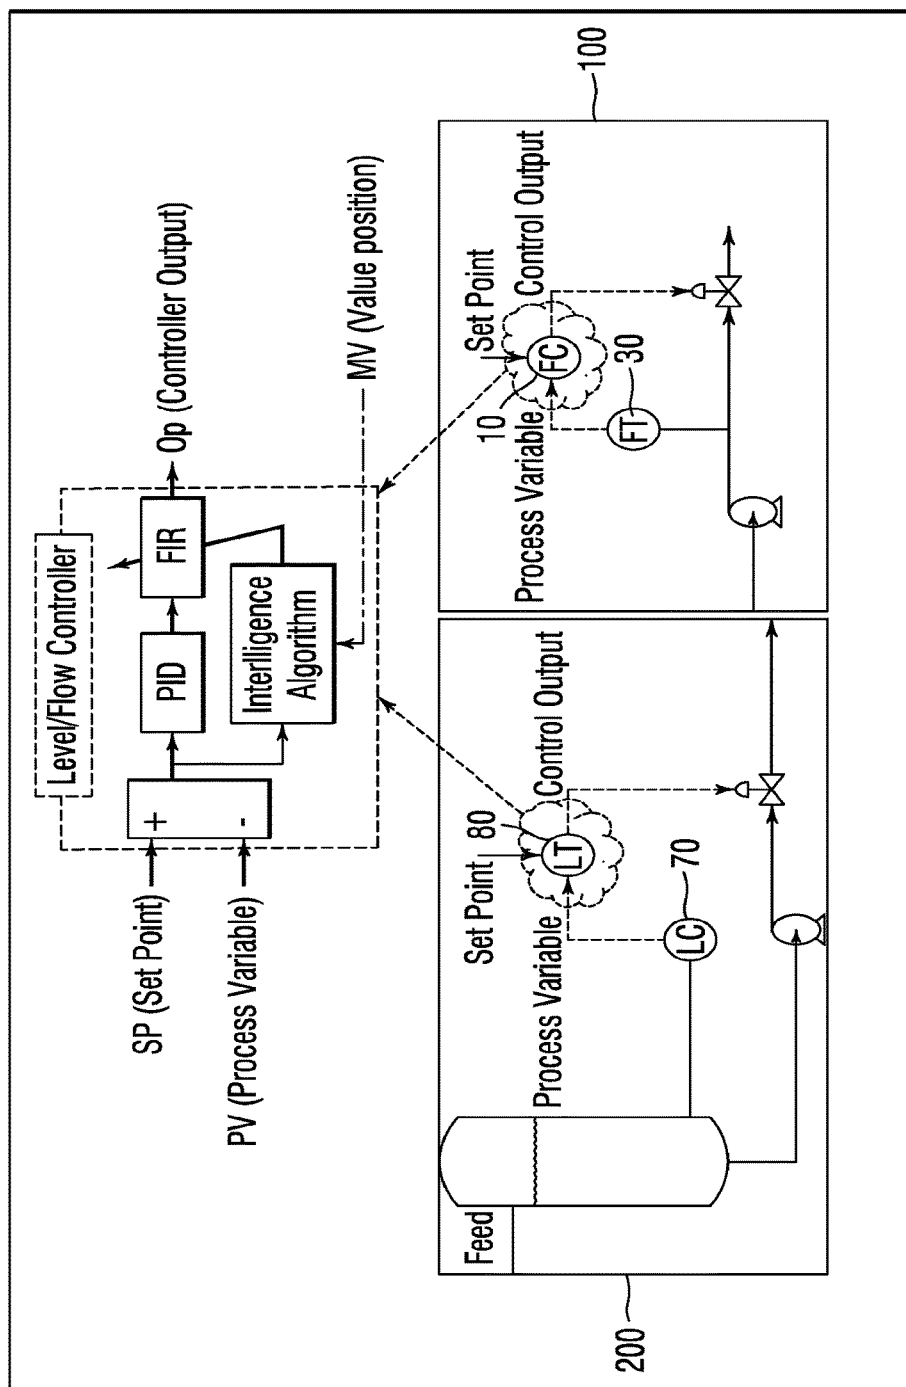 Level/Flow Controller
SP (Set Point)
PV (Process Variable)
+
-
PID
FIR
Op (Controller Output)
Interlligence
Algorithm
MV (Value position)
200
Feed
Process Variable
Set Point
80
LT
Control Output
LC
70
100
Process Variable
Set Point
10
FC
Control Output
FT
30